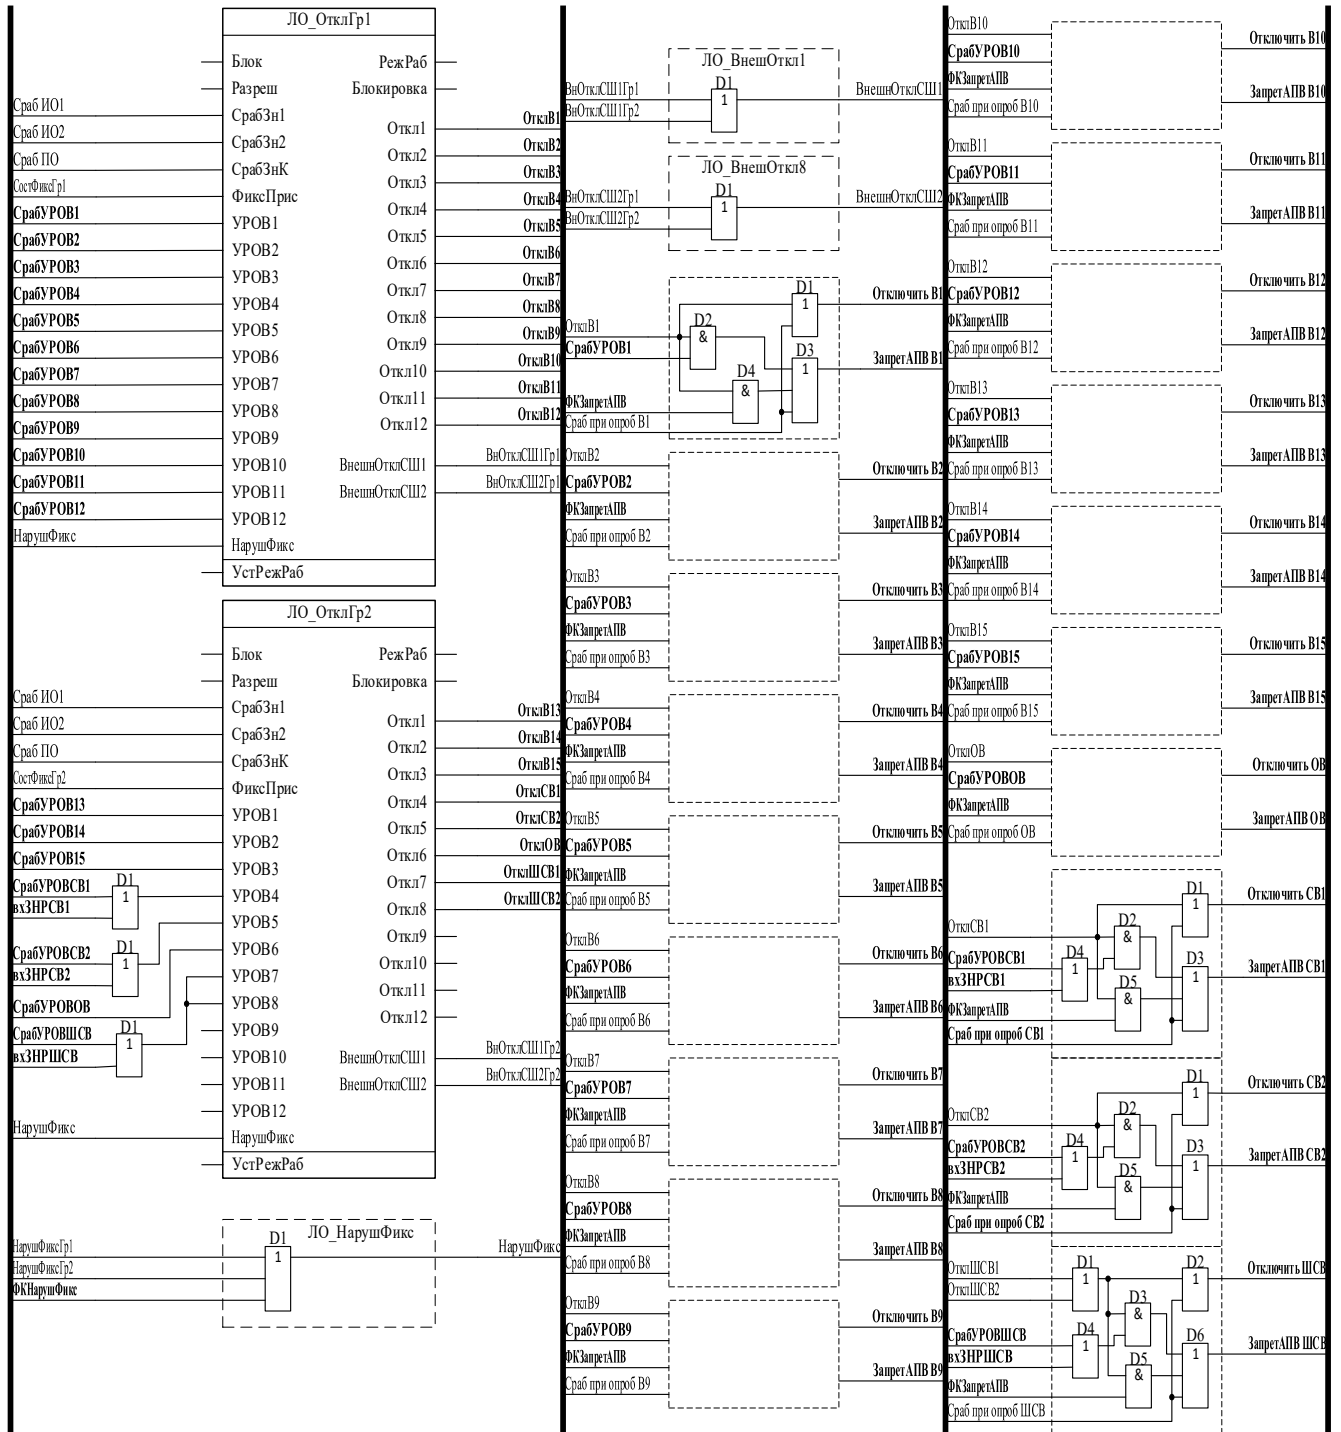 ЛО_ОтклГр1
Блок
РежРаб
Разреш
Блокировка
Сраб ИО1
СрабЗн1
Сраб ИО2
СрабЗн2
Сраб ПО
СрабЗнК
СостФиксГр1
ФиксПрис
СрабУРОВ1
УРОВ1
СрабУРОВ2
УРОВ2
СрабУРОВ3
УРОВ3
СрабУРОВ4
УРОВ4
СрабУРОВ5
УРОВ5
СрабУРОВ6
УРОВ6
СрабУРОВ7
УРОВ7
СрабУРОВ8
УРОВ8
СрабУРОВ9
УРОВ9
СрабУРОВ10
УРОВ10
СрабУРОВ11
УРОВ11
СрабУРОВ12
УРОВ12
НарушФикс
НарушФикс
УстРежРаб
Откл1
ОтклВ1
Откл2
ОтклВ2
Откл3
ОтклВ3
Откл4
ОтклВ4
Откл5
ОтклВ5
Откл6
ОтклВ6
Откл7
ОтклВ7
Откл8
ОтклВ8
Откл9
ОтклВ9
Откл10
ОтклВ10
Откл11
ОтклВ11
Откл12
ОтклВ12
ВнешнОтклСШ1
ВнОтклСШ1Гр1
ВнешнОтклСШ2
ВнОтклСШ2Гр1
ЛО_ОтклГр2
Блок
РежРаб
Разреш
Блокировка
Сраб ИО1
СрабЗн1
Сраб ИО2
СрабЗн2
Сраб ПО
СрабЗнК
СостФиксГр2
ФиксПрис
СрабУРОВ13
УРОВ1
СрабУРОВ14
УРОВ2
СрабУРОВ15
УРОВ3
СрабУРОВСВ1
вхЗНРСВ1
D1
1
УРОВ4
УРОВ5
СрабУРОВСВ2
вхЗНРСВ2
D1
1
УРОВ6
УРОВ7
СрабУРОВОВ
УРОВ8
СрабУРОВШСВ
вхЗНРШСВ
D1
1
УРОВ9
УРОВ10
УРОВ11
УРОВ12
НарушФикс
НарушФикс
УстРежРаб
Откл1
ОтклВ13
Откл2
ОтклВ14
Откл3
ОтклВ15
Откл4
ОтклСВ1
Откл5
ОтклСВ2
Откл6
ОтклОВ
Откл7
ОтклШСВ1
Откл8
ОтклШСВ2
Откл9
Откл10
Откл11
Откл12
ВнешнОтклСШ1
ВнОтклСШ1Гр2
ВнешнОтклСШ2
ВнОтклСШ2Гр2
ЛО_НарушФикс
D1
1
НарушФиксГр1
НарушФиксГр2
ФКНарушФикс
НарушФикс
ЛО_ВнешОткл1
D1
1
ВнОтклСШ1Гр1
ВнОтклСШ1Гр2
ВнешнОтклСШ1
ЛО_ВнешОткл8
D1
1
ВнОтклСШ2Гр1
ВнОтклСШ2Гр2
ВнешнОтклСШ2
D1
1
Отключить В1
ОтклВ1
D2
&
СрабУРОВ1
D3
1
ЗапретАПВ В1
D4
&
ФКЗапретАПВ
Сраб при опроб В1
ОтклВ2
Отключить В2
СрабУРОВ2
ФКЗапретАПВ
ЗапретАПВ В2
Сраб при опроб В2
ОтклВ3
Отключить В3
СрабУРОВ3
ФКЗапретАПВ
ЗапретАПВ В3
Сраб при опроб В3
ОтклВ4
Отключить В4
СрабУРОВ4
ФКЗапретАПВ
ЗапретАПВ В4
Сраб при опроб В4
ОтклВ5
Отключить В5
СрабУРОВ5
ФКЗапретАПВ
ЗапретАПВ В5
Сраб при опроб В5
ОтклВ6
Отключить В6
СрабУРОВ6
ФКЗапретАПВ
ЗапретАПВ В6
Сраб при опроб В6
ОтклВ7
Отключить В7
СрабУРОВ7
ФКЗапретАПВ
ЗапретАПВ В7
Сраб при опроб В7
ОтклВ8
Отключить В8
СрабУРОВ8
ФКЗапретАПВ
ЗапретАПВ В8
Сраб при опроб В8
ОтклВ9
Отключить В9
СрабУРОВ9
ФКЗапретАПВ
ЗапретАПВ В9
Сраб при опроб В9
ОтклВ10
Отключить В10
СрабУРОВ10
ФКЗапретАПВ
ЗапретАПВ В10
Сраб при опроб В10
ОтклВ11
Отключить В11
СрабУРОВ11
ФКЗапретАПВ
ЗапретАПВ В11
Сраб при опроб В11
ОтклВ12
Отключить В12
СрабУРОВ12
ФКЗапретАПВ
ЗапретАПВ В12
Сраб при опроб В12
ОтклВ13
Отключить В13
СрабУРОВ13
ФКЗапретАПВ
ЗапретАПВ В13
Сраб при опроб В13
ОтклВ14
Отключить В14
СрабУРОВ14
ФКЗапретАПВ
ЗапретАПВ В14
Сраб при опроб В14
ОтклВ15
Отключить В15
СрабУРОВ15
ФКЗапретАПВ
ЗапретАПВ В15
Сраб при опроб В15
ОтклОВ
Отключить ОВ
СрабУРОВОВ
ФКЗапретАПВ
ЗапретАПВ ОВ
Сраб при опроб ОВ
D1
1
Отключить СВ1
ОтклСВ1
D2
&
СрабУРОВСВ1
D4
1
D3
1
ЗапретАПВ СВ1
вхЗНРСВ1
D5
&
ФКЗапретАПВ
Сраб при опроб СВ1
D1
1
Отключить СВ2
ОтклСВ2
D2
&
СрабУРОВСВ2
D4
1
D3
1
ЗапретАПВ СВ2
вхЗНРСВ2
D5
&
ФКЗапретАПВ
Сраб при опроб СВ2
ОтклШСВ1
D1
1
D2
1
Отключить ШСВ
ОтклШСВ2
D3
&
СрабУРОВШСВ
D4
1
D6
1
ЗапретАПВ ШСВ
вхЗНРШСВ
D5
&
ФКЗапретАПВ
Сраб при опроб ШСВ